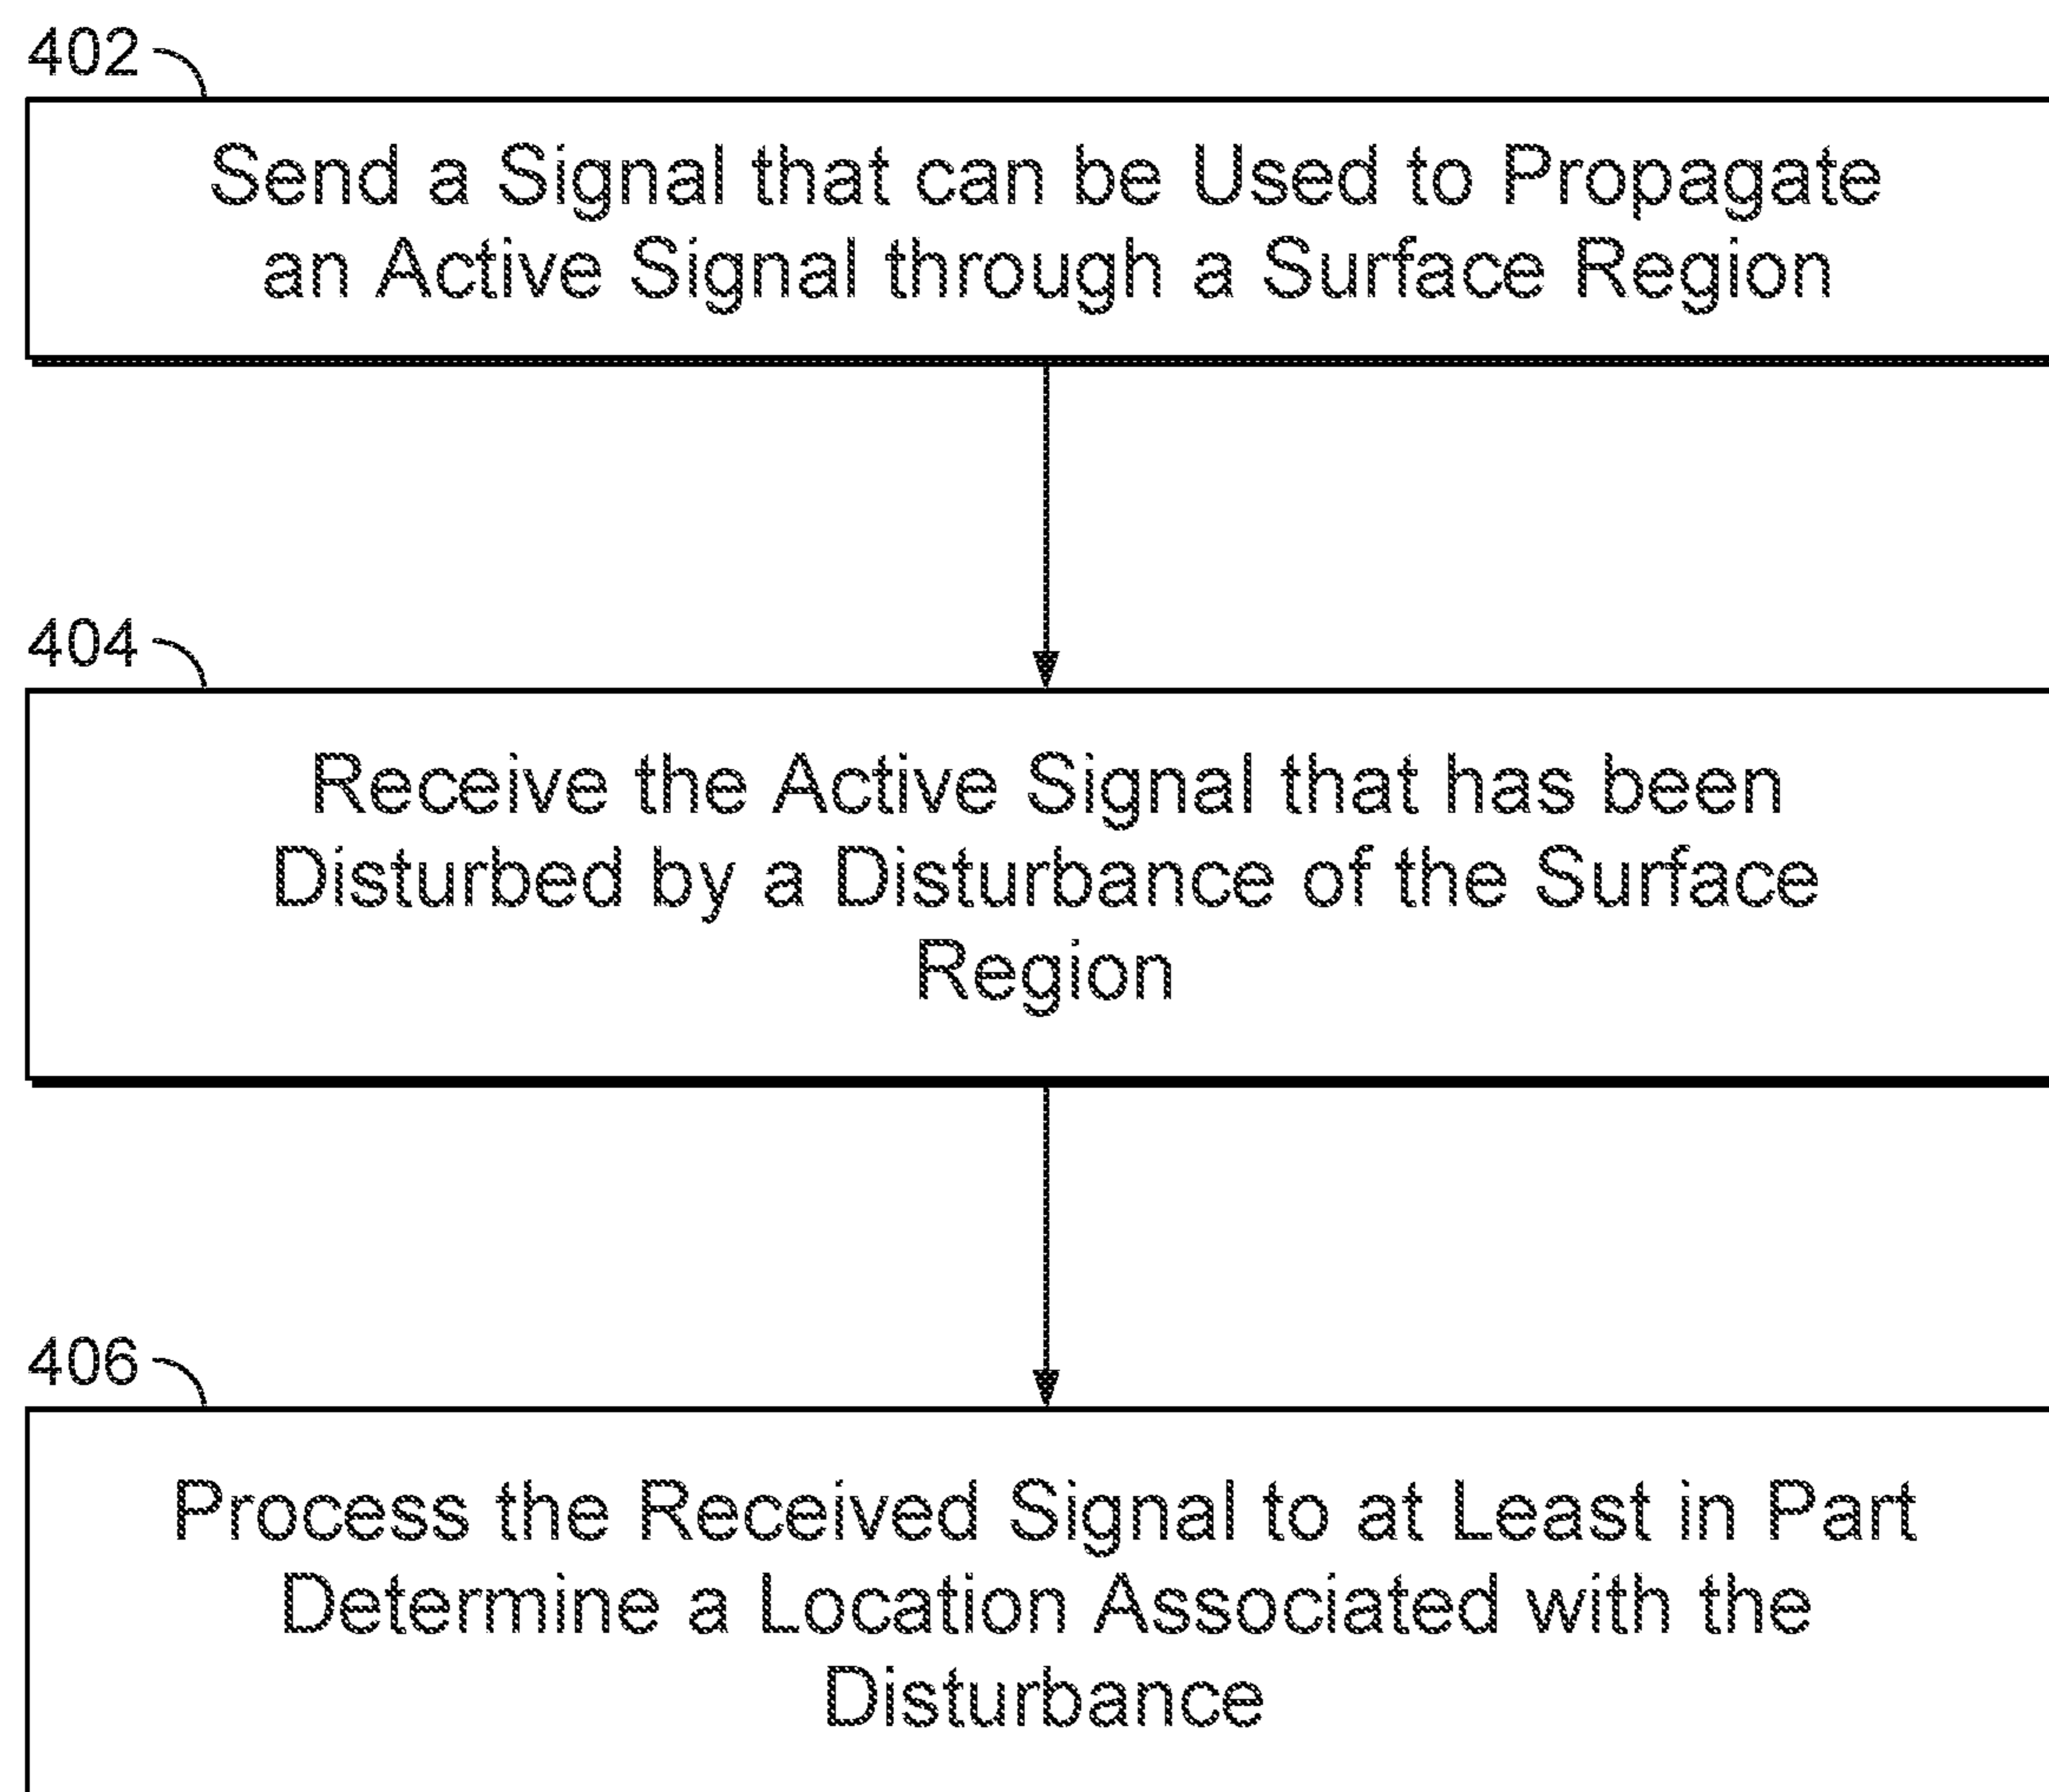 402
Send a Signal that can be Used to Propagate
an Active Signal through a Surface Region
404
Receive the Active Signal that has been
Disturbed by a Disturbance of the Surface
Region
406
Process the Received Signal to at Least in Part
Determine a Location Associated with the
Disturbance